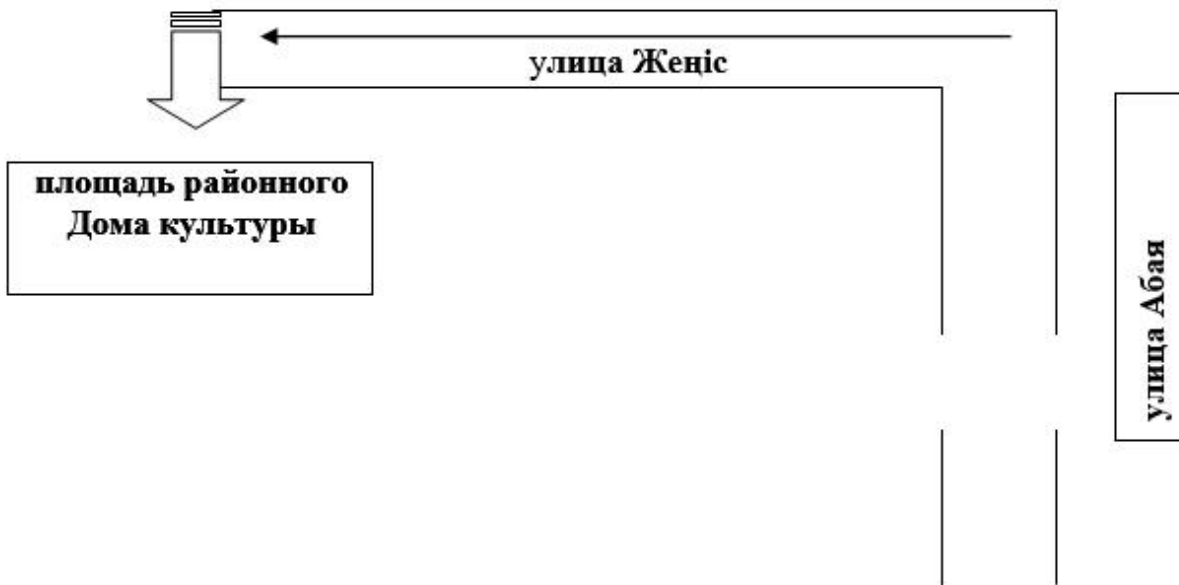 улица Жеңіс
площадь районного
Дома культуры
улица Абая